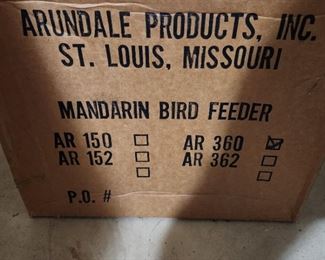 ARUNDALE PRODUCTS, INC.
ST. LOUIS, MISSOURI
MANDARIN BIRD FEEDER
AR 150 ☐ AR 360 ☑
AR 152 ☐ AR 362 ☐
P.O. #